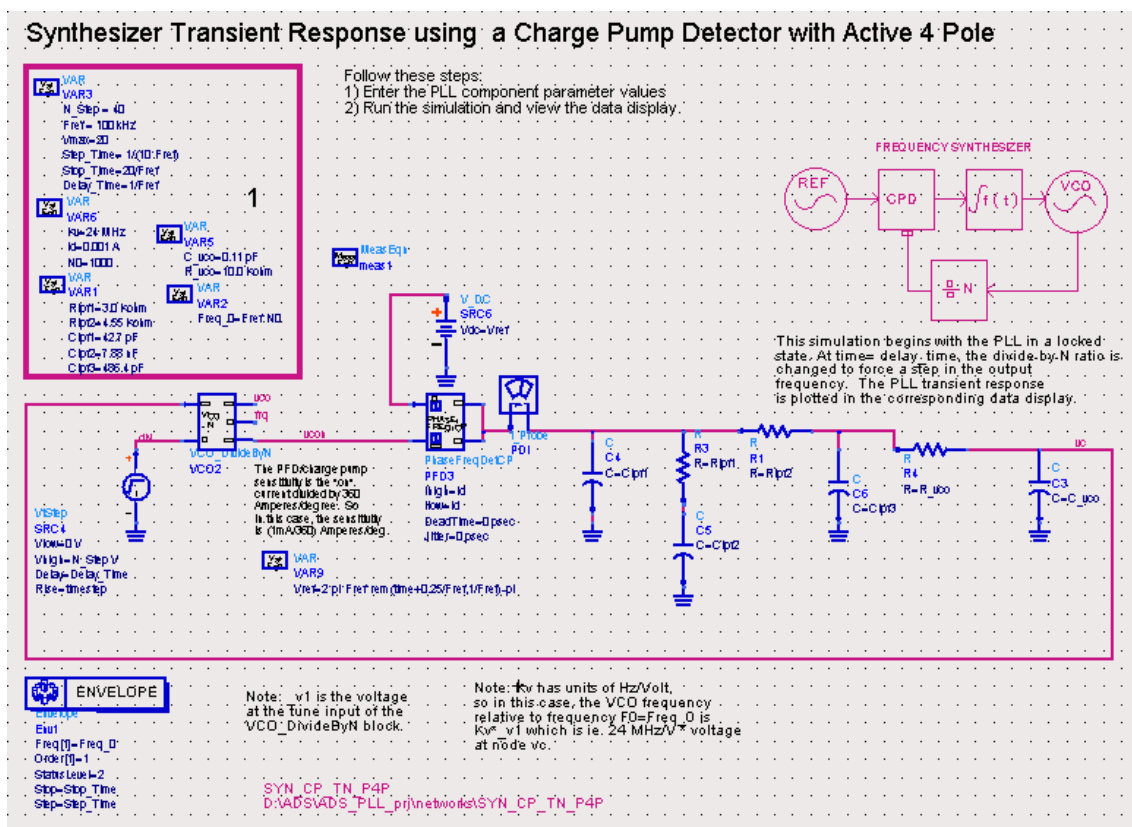 Synthesizer Transient Response using a Charge Pump Detector with Active 4 Pole
Follow these steps:
1) Enter the PLL component parameter values
2) Run the simulation and view the data display.
VAR
VAR3
N_Step = 40
Fref = 100 kHz
Vmax=20
Step_Time= 1/(10*Fref)
Stop_Time=20/Fref
Delay_Time=1/Fref
1
VAR
VAR6
Kv=24 MHz
Id=0.001 A
N0=1000
VAR
VAR5
C_vco=0.11 pF
R_vco=10.0 kohm
VAR
VAR1
Rlpf1=3.0 kohm
Rlpf2=4.55 kohm
Clpf1=42.7 pF
Clpf2=7.88 nF
Clpf3=486.4 pF
VAR
VAR2
Freq_0=Fref*N0
MeasEqn
meas1
V_DC
SRC6
Vdc=Vref
FREQUENCY SYNTHESIZER
REF
CPD
∫f(t)
VCO
÷N
This simulation begins with the PLL in a locked
state. At time= delay_time, the divide-by-N ratio is
changed to force a step in the output
frequency. The PLL transient response
is plotted in the corresponding data display.
vco
frq
vcon
dN
VCO
N
VCO_DivideByN
VCO2
PhaseFreqDetCP
PFD3
Ihigh=Id
Ilow=Id
DeadTime=0psec
Jitter=0psec
I_Probe
PD1
C
C4
C=Clpf1
R
R3
R=Rlpf1
C
C5
C=Clpf2
R
R1
R=Rlpf2
C
C6
C=Clpf3
R
R4
R=R_vco
vc
C
C3
C=C_vco
The PFD/charge pump
sensitivity is the "on"
current divided by 360
Amperes/degree. So
in this case, the sensitivity
is (1mA/360) Amperes/deg.
VAR
VAR9
Vref=2*pi*Fref*rem(time+0.25/Fref,1/Fref)-pi
VtStep
SRC4
Vlow=0 V
Vhigh=N_Step V
Delay=Delay_Time
Rise=timestep
ENVELOPE
Envelope
Env1
Freq[1]=Freq_0
Order[1]=1
StatusLevel=2
Stop=Stop_Time
Step=Step_Time
Note: _v1 is the voltage
at the tune input of the
VCO_DivideByN block.
Note: Kv has units of Hz/Volt,
so in this case, the VCO frequency
relative to frequency F0=Freq_0 is
Kv*_v1 which is ie. 24 MHz/V * voltage
at node vc.
SYN_CP_TN_P4P
D:\ADS\ADS_PLL_prj\networks\SYN_CP_TN_P4P